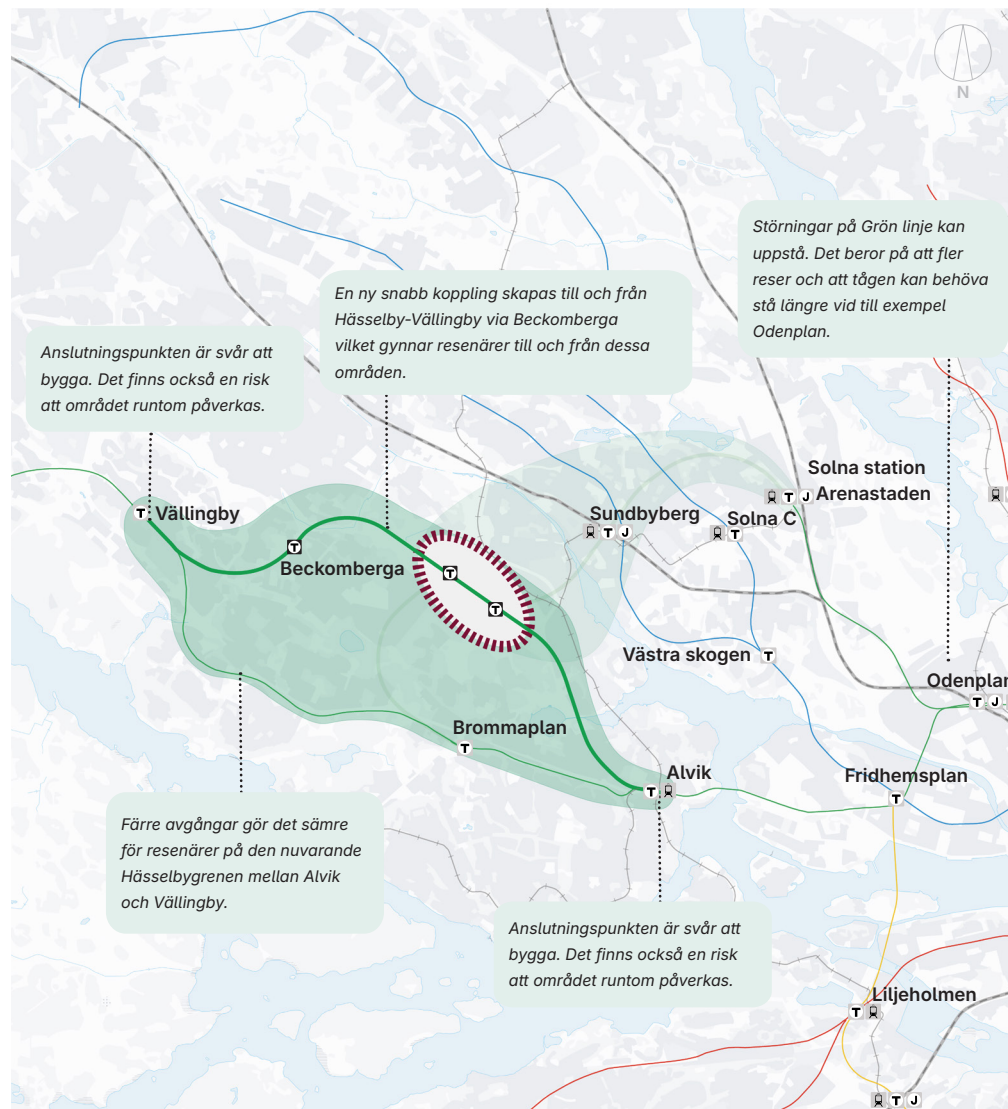 N
Störningar på Grön linje kan
uppstå. Det beror på att fler
reser och att tågen kan behöva
stå längre vid till exempel
Odenplan.
En ny snabb koppling skapas till och från
Hässelby-Vällingby via Beckomberga
vilket gynnar resenärer till och från dessa
områden.
Anslutningspunkten är svår att
bygga. Det finns också en risk
att området runtom påverkas.
Solna station
T J Arenastaden
T Vällingby
Sundbyberg
T J
Solna C
T
T
Beckomberga
T
T
Västra skogen T
Odenplan
T J
Brommaplan
T
Alvik
T
Fridhemsplan
T
Färre avgångar gör det sämre
för resenärer på den nuvarande
Hässelbygrenen mellan Alvik
och Vällingby.
Anslutningspunkten är svår att
bygga. Det finns också en risk
att området runtom påverkas.
Liljeholmen
T
T J